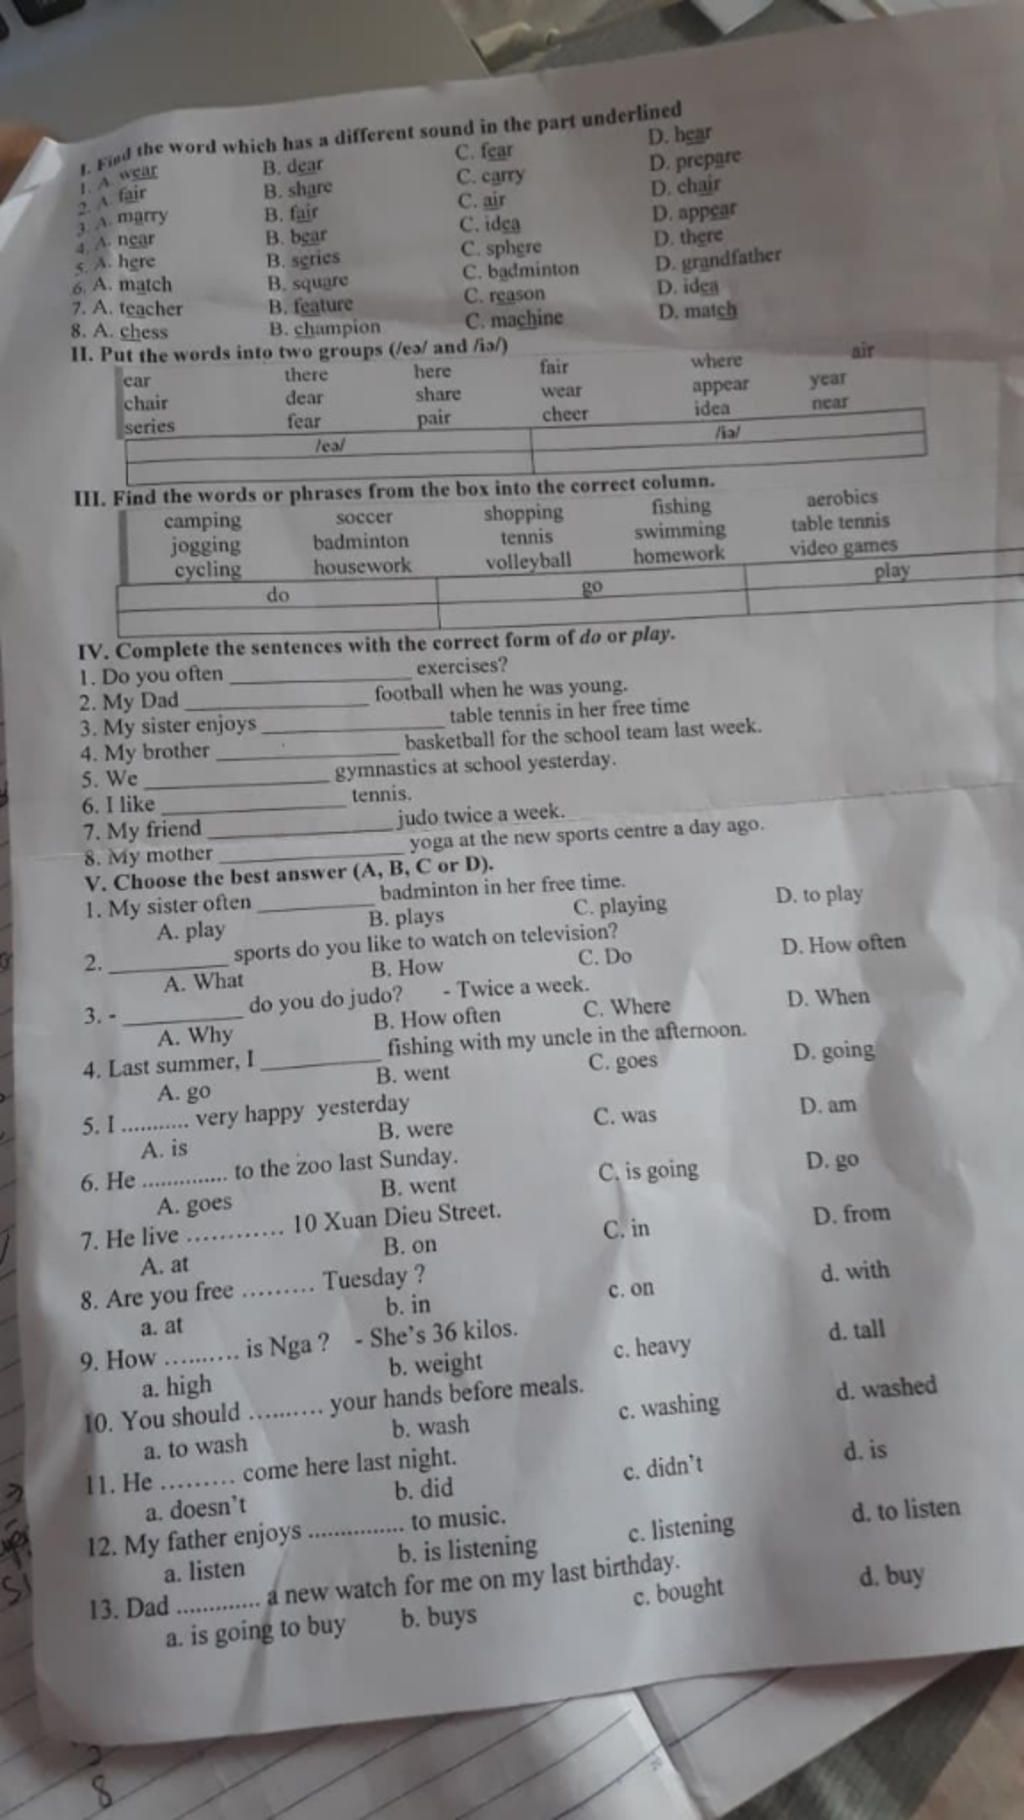 I. Find the word which has a different sound in the part underlined
1. A. wear B. dear C. fear D. hear
2. A. fair B. share C. carry D. prepare
3. A. marry B. fair C. air D. chair
4. A. near B. bear C. idea D. appear
5. A. here B. series C. sphere D. there
6. A. match B. square C. badminton D. grandfather
7. A. teacher B. feature C. reason D. idea
8. A. chess B. champion C. machine D. match
II. Put the words into two groups (/eə/ and /iə/)
ear there here fair where air
chair dear share wear appear year
series fear pair cheer idea near
/eə/ /iə/
III. Find the words or phrases from the box into the correct column.
camping soccer shopping fishing aerobics
jogging badminton tennis swimming table tennis
cycling housework volleyball homework video games
do go play
IV. Complete the sentences with the correct form of do or play.
1. Do you often ____________ exercises?
2. My Dad ____________ football when he was young.
3. My sister enjoys ____________ table tennis in her free time
4. My brother ____________ basketball for the school team last week.
5. We ____________ gymnastics at school yesterday.
6. I like ____________ tennis.
7. My friend ____________ judo twice a week.
8. My mother ____________ yoga at the new sports centre a day ago.
V. Choose the best answer (A, B, C or D).
1. My sister often ________ badminton in her free time.
A. play B. plays C. playing D. to play
2. ________ sports do you like to watch on television?
A. What B. How C. Do D. How often
3. - ________ do you do judo? - Twice a week.
A. Why B. How often C. Where D. When
4. Last summer, I ________ fishing with my uncle in the afternoon.
A. go B. went C. goes D. going
5. I ........... very happy yesterday
A. is B. were C. was D. am
6. He .............. to the zoo last Sunday.
A. goes B. went C. is going D. go
7. He live ............ 10 Xuan Dieu Street.
A. at B. on C. in D. from
8. Are you free ......... Tuesday ?
a. at b. in c. on d. with
9. How .......... is Nga ? - She's 36 kilos.
a. high b. weight c. heavy d. tall
10. You should .......... your hands before meals.
a. to wash b. wash c. washing d. washed
11. He ......... come here last night.
a. doesn't b. did c. didn't d. is
12. My father enjoys ............... to music.
a. listen b. is listening c. listening d. to listen
13. Dad ............. a new watch for me on my last birthday.
a. is going to buy b. buys c. bought d. buy
8